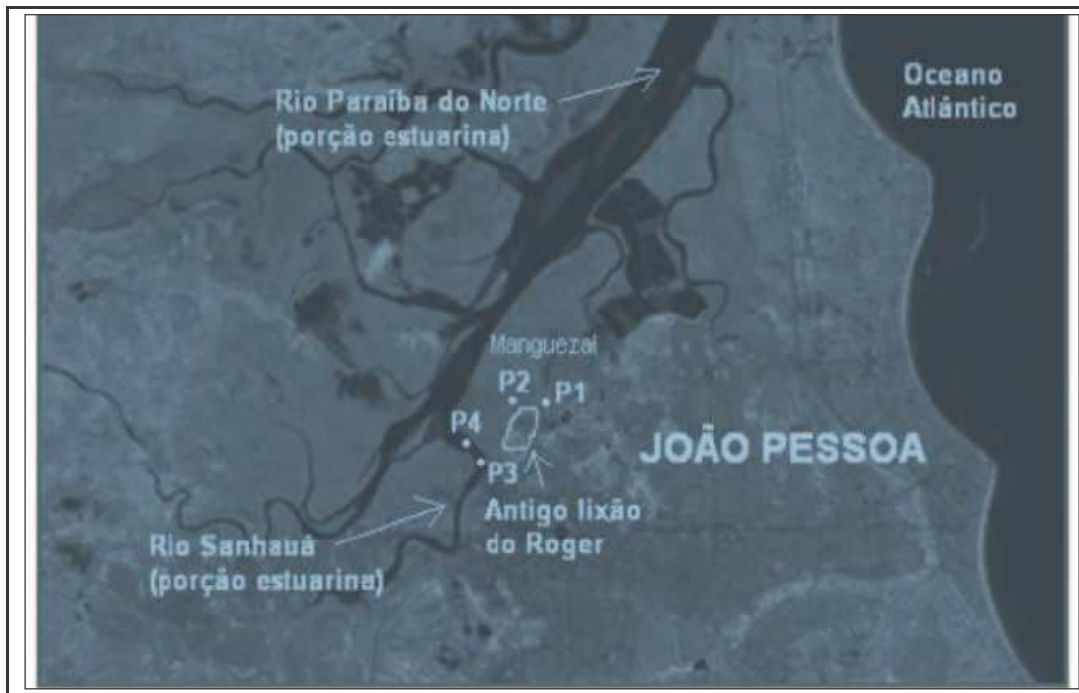 Oceano
Atlântico
Rio Paraíba do Norte
(porção estuarina)
Manguezal
P2
P1
P4
JOÃO PESSOA
P3
Antigo lixão
do Roger
Rio Sanhauá
(porção estuarina)